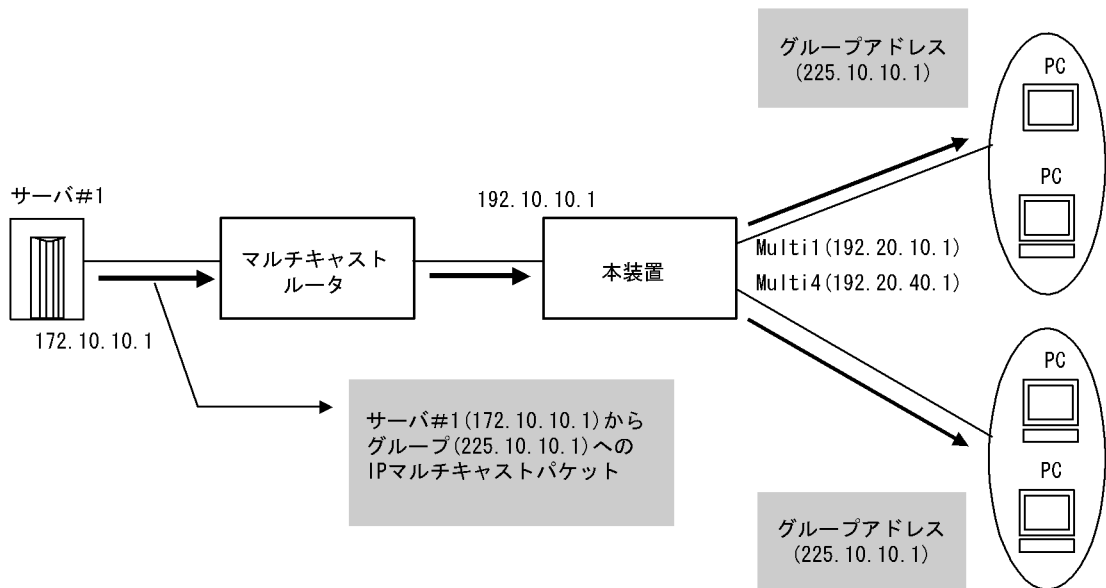 グループアドレス
(225.10.10.1)
PC
PC
サーバ#1
172.10.10.1
マルチキャスト
ルータ
192.10.10.1
本装置
Multi1(192.20.10.1)
Multi4(192.20.40.1)
サーバ#1(172.10.10.1)から
グループ(225.10.10.1)への
IPマルチキャストパケット
PC
PC
グループアドレス
(225.10.10.1)